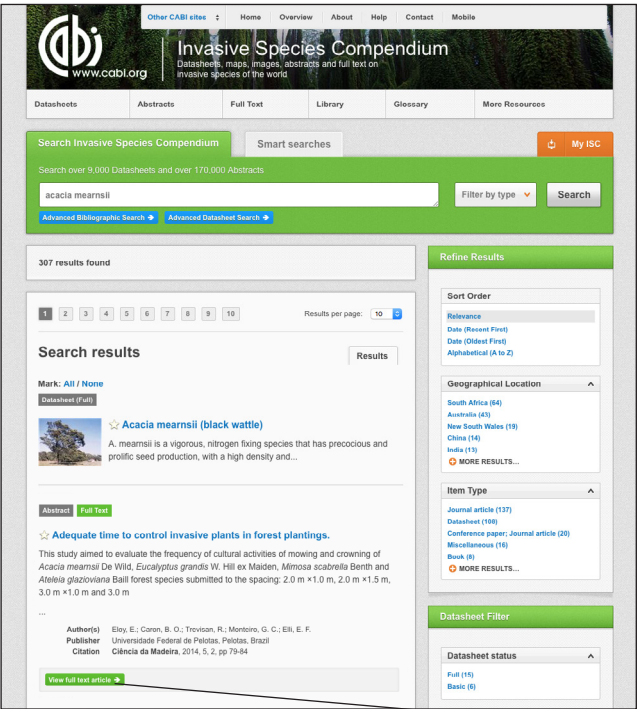 Other CABI sites Home Overview About Help Contact Mobile
cabi
www.cabi.org
Invasive Species Compendium
Datasheets, maps, images, abstracts and full text on
invasive species of the world
Datasheets Abstracts Full Text Library Glossary More Resources
Search Invasive Species Compendium Smart searches My ISC
Search over 9,000 Datasheets and over 170,000 Abstracts
acacia mearnsii Filter by type Search
Advanced Bibliographic Search Advanced Datasheet Search
307 results found
1 2 3 4 5 6 7 8 9 10 Results per page: 10
Search results Results
Mark: All / None
Datasheet (Full)
Acacia mearnsii (black wattle)
A. mearnsii is a vigorous, nitrogen fixing species that has precocious and
prolific seed production, with a high density and...
Abstract Full Text
Adequate time to control invasive plants in forest plantings.
This study aimed to evaluate the frequency of cultural activities of mowing and crowning of
Acacia mearnsii De Wild, Eucalyptus grandis W. Hill ex Maiden, Mimosa scabrella Benth and
Ateleia glazioviana Baill forest species submitted to the spacing: 2.0 m ×1.0 m, 2.0 m ×1.5 m,
3.0 m ×1.0 m and 3.0 m
...
Author(s) Eloy, E.; Caron, B. O.; Trevisan, R.; Monteiro, G. C.; Elli, E. F.
Publisher Universidade Federal de Pelotas, Pelotas, Brazil
Citation Ciência da Madeira, 2014, 5, 2, pp 79-84
View full text article
Refine Results
Sort Order
Relevance
Date (Recent First)
Date (Oldest First)
Alphabetical (A to Z)
Geographical Location
South Africa (64)
Australia (43)
New South Wales (19)
China (14)
India (13)
MORE RESULTS...
Item Type
Journal article (137)
Datasheet (100)
Conference paper; Journal article (20)
Miscellaneous (16)
Book (8)
MORE RESULTS...
Datasheet Filter
Datasheet status
Full (15)
Basic (6)